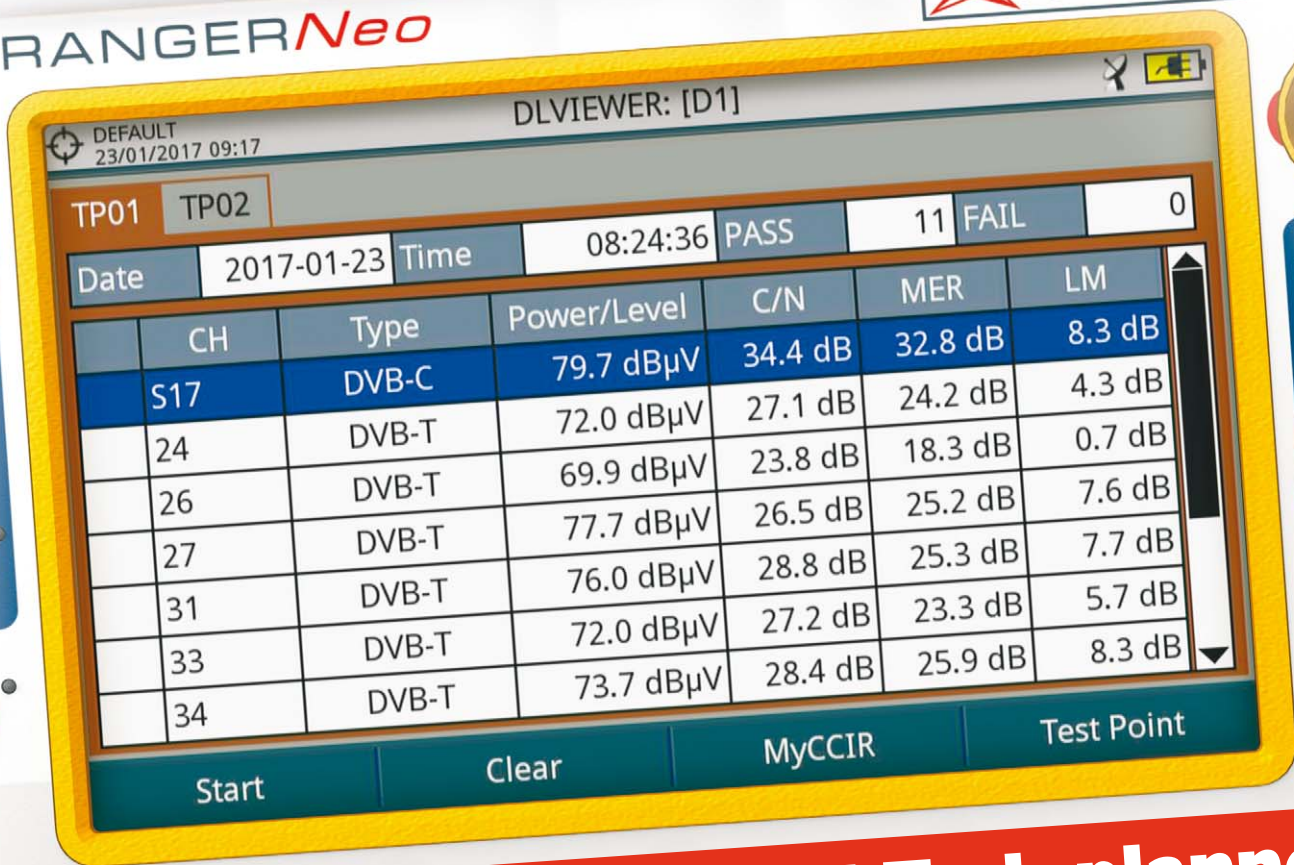 RANGERNeo
DEFAULT
23/01/2017 09:17
DLVIEWER: [D1]
TP01 TP02
Date 2017-01-23 Time 08:24:36 PASS 11 FAIL 0
CH Type Power/Level C/N MER LM
S17 DVB-C 79.7 dBµV 34.4 dB 32.8 dB 8.3 dB
24 DVB-T 72.0 dBµV 27.1 dB 24.2 dB 4.3 dB
26 DVB-T 69.9 dBµV 23.8 dB 18.3 dB 0.7 dB
27 DVB-T 77.7 dBµV 26.5 dB 25.2 dB 7.6 dB
31 DVB-T 76.0 dBµV 28.8 dB 25.3 dB 7.7 dB
33 DVB-T 72.0 dBµV 27.2 dB 23.3 dB 5.7 dB
34 DVB-T 73.7 dBµV 28.4 dB 25.9 dB 8.3 dB
Start Clear MyCCIR Test Point